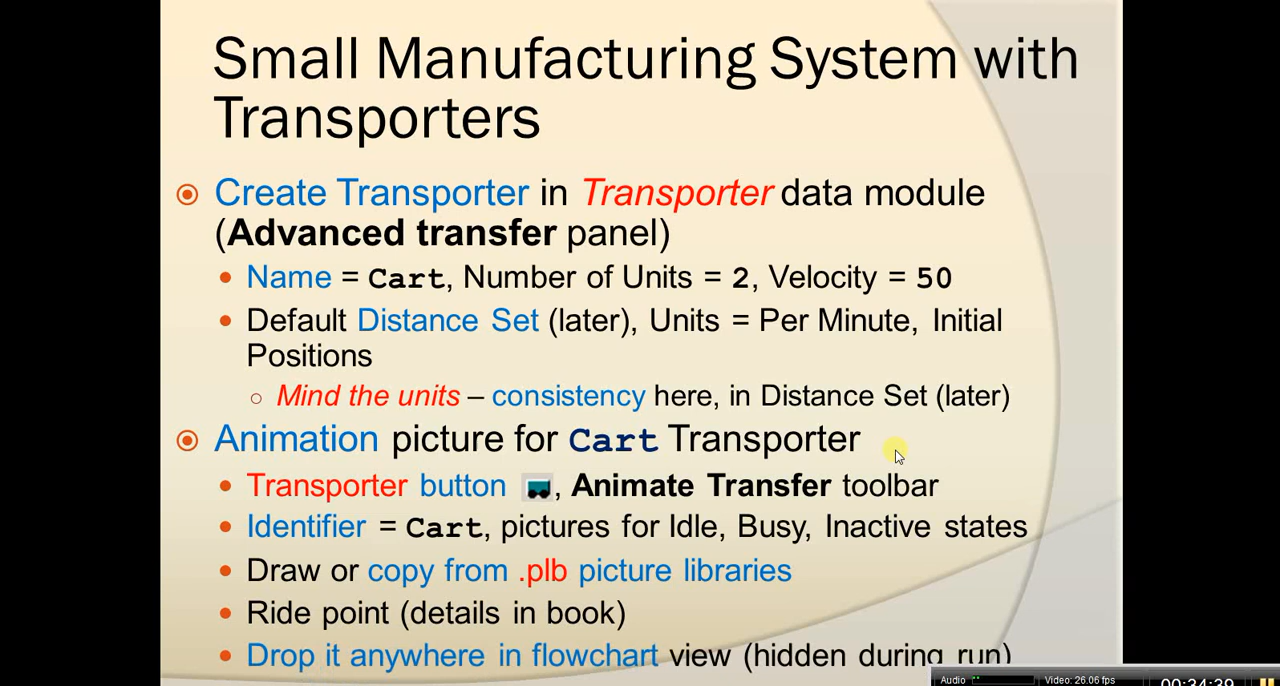 Small Manufacturing System with
Transporters
Create Transporter in Transporter data module
(Advanced transfer panel)
Name = Cart, Number of Units = 2, Velocity = 50
Default Distance Set (later), Units = Per Minute, Initial
Positions
Mind the units – consistency here, in Distance Set (later)
Animation picture for Cart Transporter
Transporter button , Animate Transfer toolbar
Identifier = Cart, pictures for Idle, Busy, Inactive states
Draw or copy from .plb picture libraries
Ride point (details in book)
Drop it anywhere in flowchart view (hidden during run)
Audio Video: 26.06 fps 00:34:39